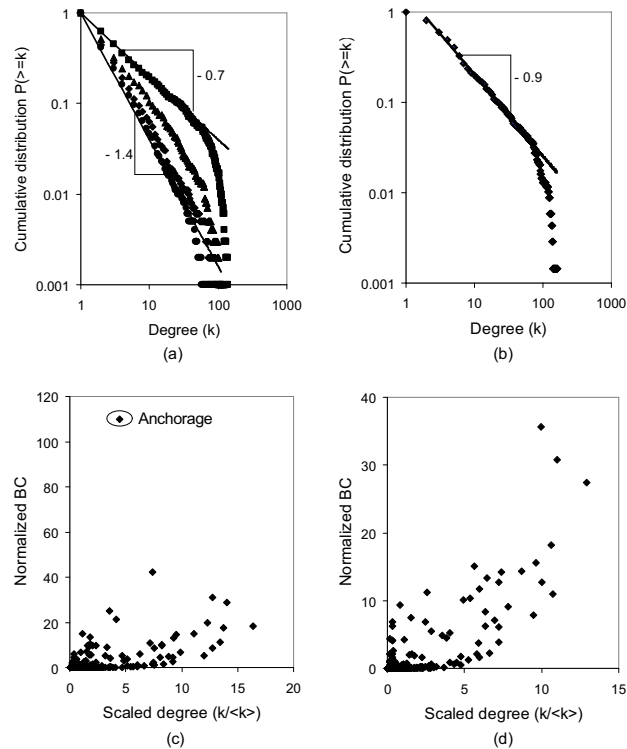 Cumulative distribution P(>=k)
1
0.1
0.01
0.001
- 0.7
- 1.4
1 10 100 1000
Degree (k)
(a)
Cumulative distribution P(>=k)
1
0.1
0.01
0.001
- 0.9
1 10 100 1000
Degree (k)
(b)
Normalized BC
120
100
80
60
40
20
0
Anchorage
0 5 10 15 20
Scaled degree (k/<k>)
(c)
Normalized BC
40
30
20
10
0
0 5 10 15
Scaled degree (k/<k>)
(d)